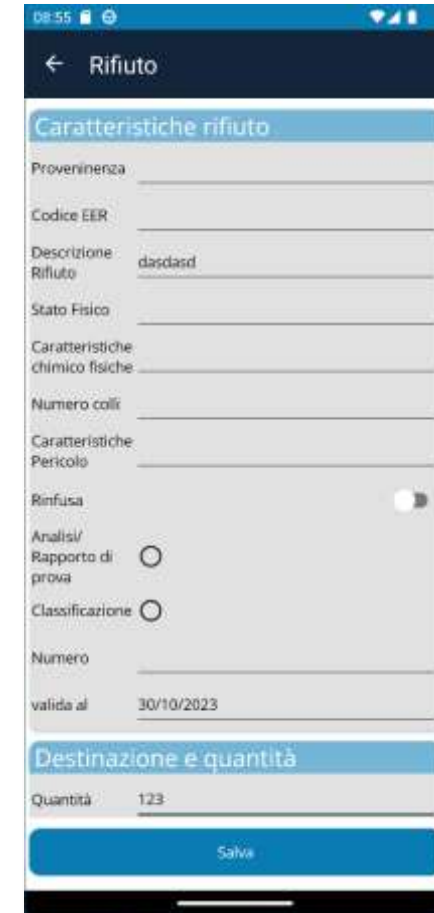 08:55
Rifiuto
Caratteristiche rifiuto
Proveninenza
Codice EER
Descrizione
Rifiuto
dasdasd
Stato Fisico
Caratteristiche
chimico fisiche
Numero colli
Caratteristiche
Pericolo
Rinfusa
Analisi/
Rapporto di
prova
Classificazione
Numero
valida al 30/10/2023
Destinazione e quantità
Quantità 123
Salva